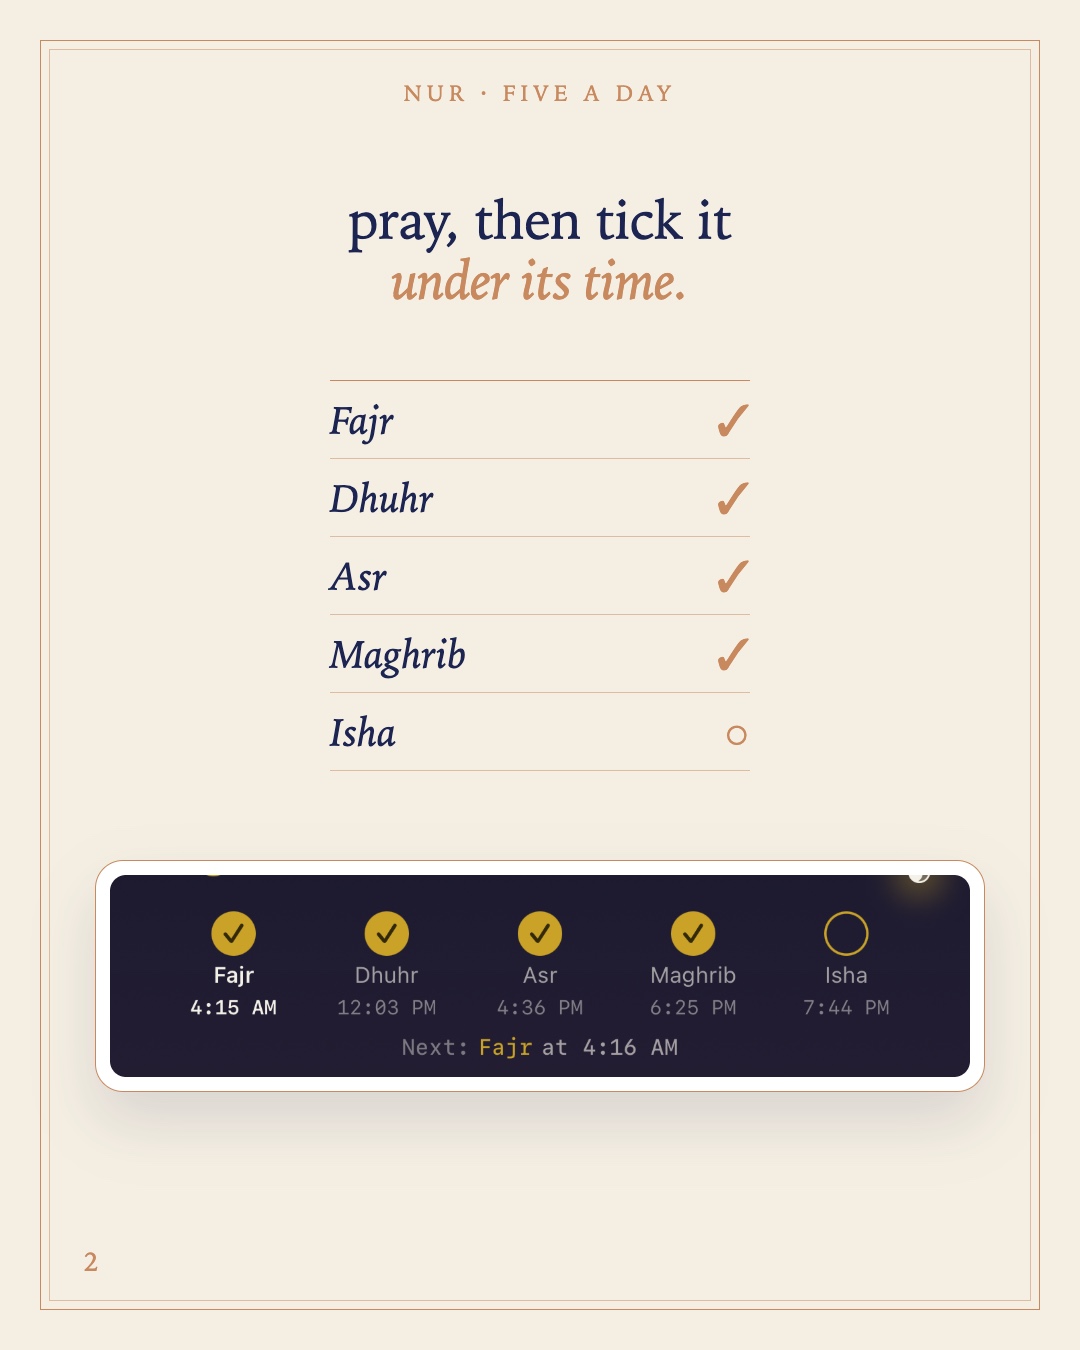 NUR · FIVE A DAY
pray, then tick it
under its time.
Fajr ✓
Dhuhr ✓
Asr ✓
Maghrib ✓
Isha ○
Fajr Dhuhr Asr Maghrib Isha
4:15 AM 12:03 PM 4:36 PM 6:25 PM 7:44 PM
Next: Fajr at 4:16 AM
2